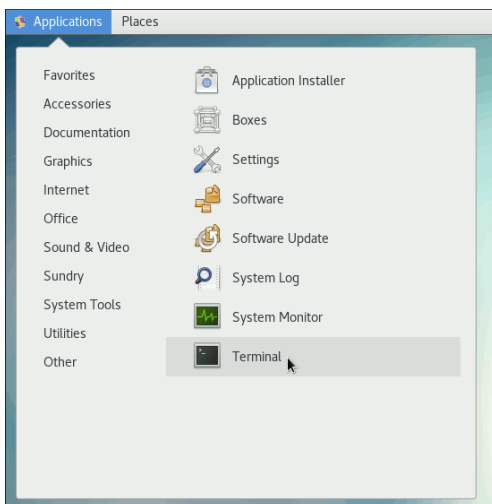 Applications Places
Favorites
Accessories
Documentation
Graphics
Internet
Office
Sound & Video
Sundry
System Tools
Utilities
Other
Application Installer
Boxes
Settings
Software
Software Update
System Log
System Monitor
Terminal